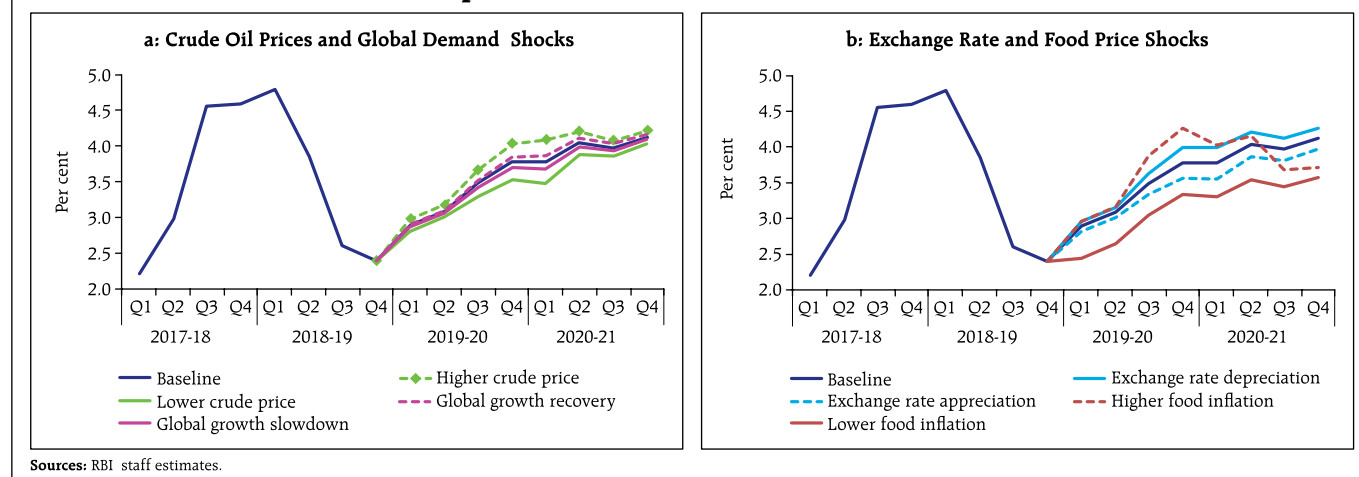 a: Crude Oil Prices and Global Demand Shocks
Per cent
5.0
4.5
4.0
3.5
3.0
2.5
2.0
Q1 Q2 Q3 Q4 Q1 Q2 Q3 Q4 Q1 Q2 Q3 Q4 Q1 Q2 Q3 Q4
2017-18 2018-19 2019-20 2020-21
Baseline
Higher crude price
Lower crude price
Global growth recovery
Global growth slowdown
b: Exchange Rate and Food Price Shocks
Per cent
5.0
4.5
4.0
3.5
3.0
2.5
2.0
Q1 Q2 Q3 Q4 Q1 Q2 Q3 Q4 Q1 Q2 Q3 Q4 Q1 Q2 Q3 Q4
2017-18 2018-19 2019-20 2020-21
Baseline
Exchange rate depreciation
Exchange rate appreciation
Higher food inflation
Lower food inflation
Sources: RBI staff estimates.